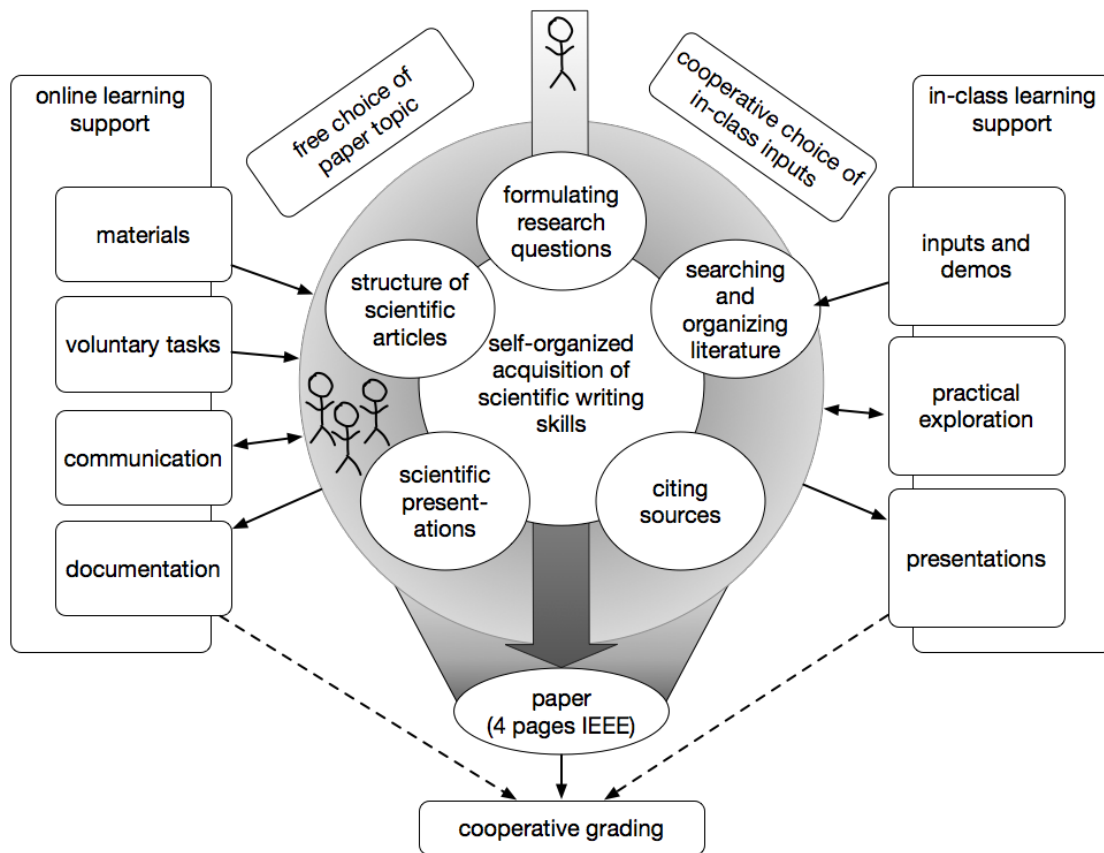 online learning
support
materials
voluntary tasks
communication
documentation
free choice of
paper topic
cooperative choice of
in-class inputs
formulating
research
questions
structure of
scientific
articles
searching
and
organizing
literature
self-organized
acquisition of
scientific writing
skills
scientific
present-
ations
citing
sources
in-class learning
support
inputs and
demos
practical
exploration
presentations
paper
(4 pages IEEE)
cooperative grading